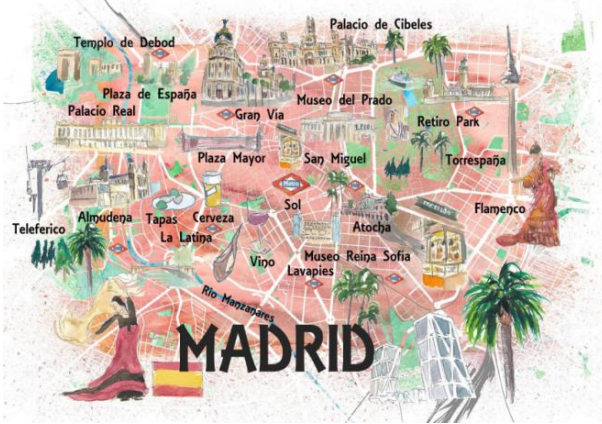 Palacio de Cibeles
Templo de Debod
Plaza de España
Museo del Prado
Palacio Real
Gran Via
Retiro Park
Plaza Mayor
San Miguel
Torrespaña
Metro
Sol
Flamenco
Almudena
Tapas
Cerveza
Teleferico
La Latina
Atocha
Vino
Museo Reina Sofia
Lavapies
Rio Manzanares
MADRID